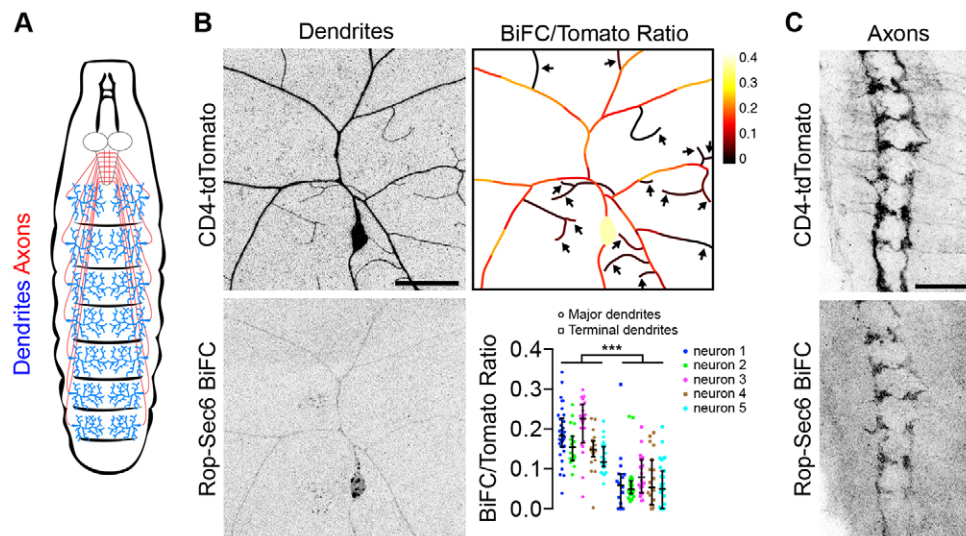 A
Dendrites Axons
B
Dendrites
CD4-tdTomato
BiFC/Tomato Ratio
0.4
0.3
0.2
0.1
0
Rop-Sec6 BiFC
Major dendrites
Terminal dendrites
***
BiFC/Tomato Ratio
0.4
0.3
0.2
0.1
0.0
neuron 1
neuron 2
neuron 3
neuron 4
neuron 5
C
Axons
CD4-tdTomato
Rop-Sec6 BiFC